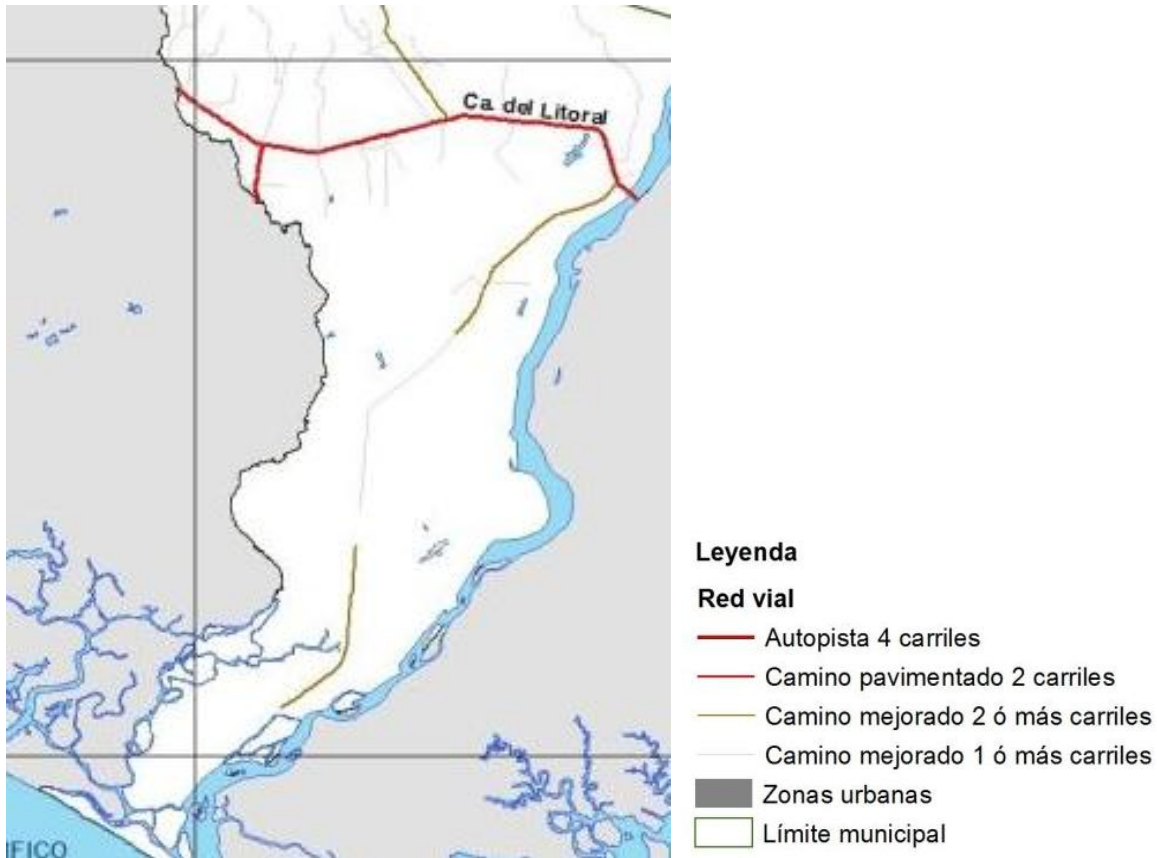 Ca. del Litoral
IFICO
Leyenda
Red vial
Autopista 4 carriles
Camino pavimentado 2 carriles
Camino mejorado 2 ó más carriles
Camino mejorado 1 ó más carriles
Zonas urbanas
Límite municipal